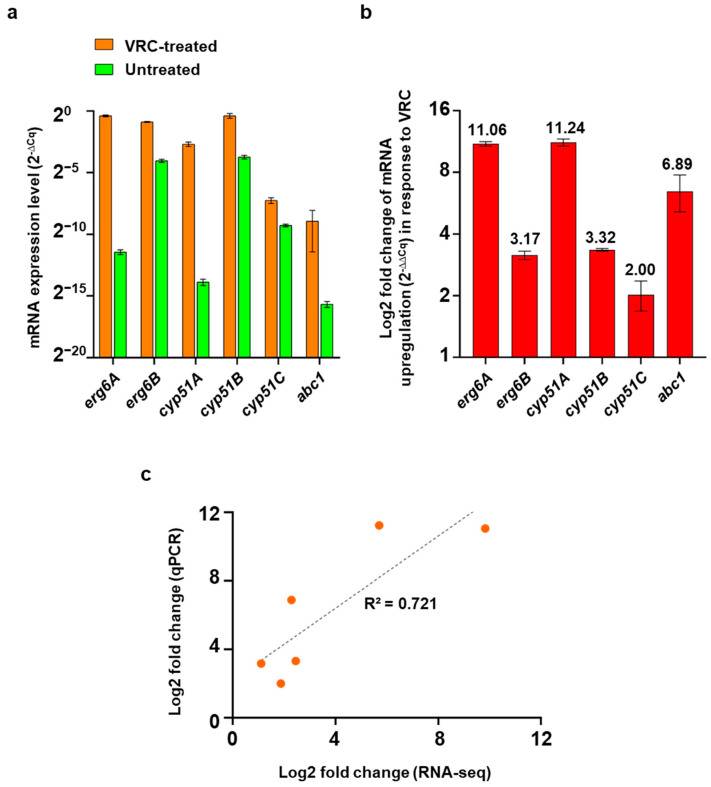 a
VRC-treated
Untreated
mRNA expression level (2-ΔCq)
2⁰
2⁻⁵
2⁻¹⁰
2⁻¹⁵
2⁻²⁰
erg6A
erg6B
cyp51A
cyp51B
cyp51C
abc1
b
Log2 fold change of mRNA
upregulation (2-ΔΔCq) in response to VRC
16
8
4
2
1
11.06
3.17
11.24
3.32
2.00
6.89
erg6A
erg6B
cyp51A
cyp51B
cyp51C
abc1
c
Log2 fold change (qPCR)
12
8
4
0
R² = 0.721
0
4
8
12
Log2 fold change (RNA-seq)